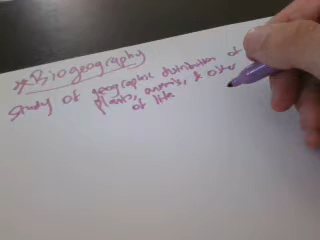 *Biogeography
Study of geographic distribution of
plants, animals, & other
of life